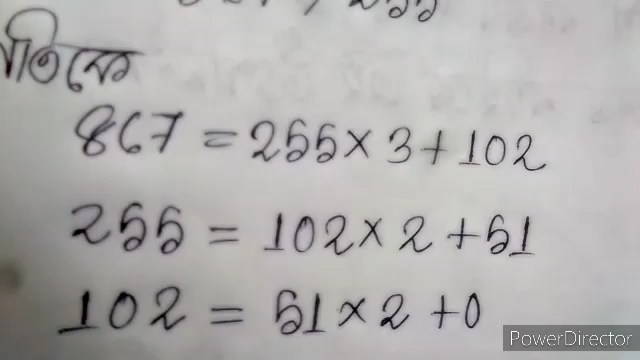 867 = 255 × 3 + 102
255 = 102 × 2 + 51
102 = 51 × 2 + 0
PowerDirector